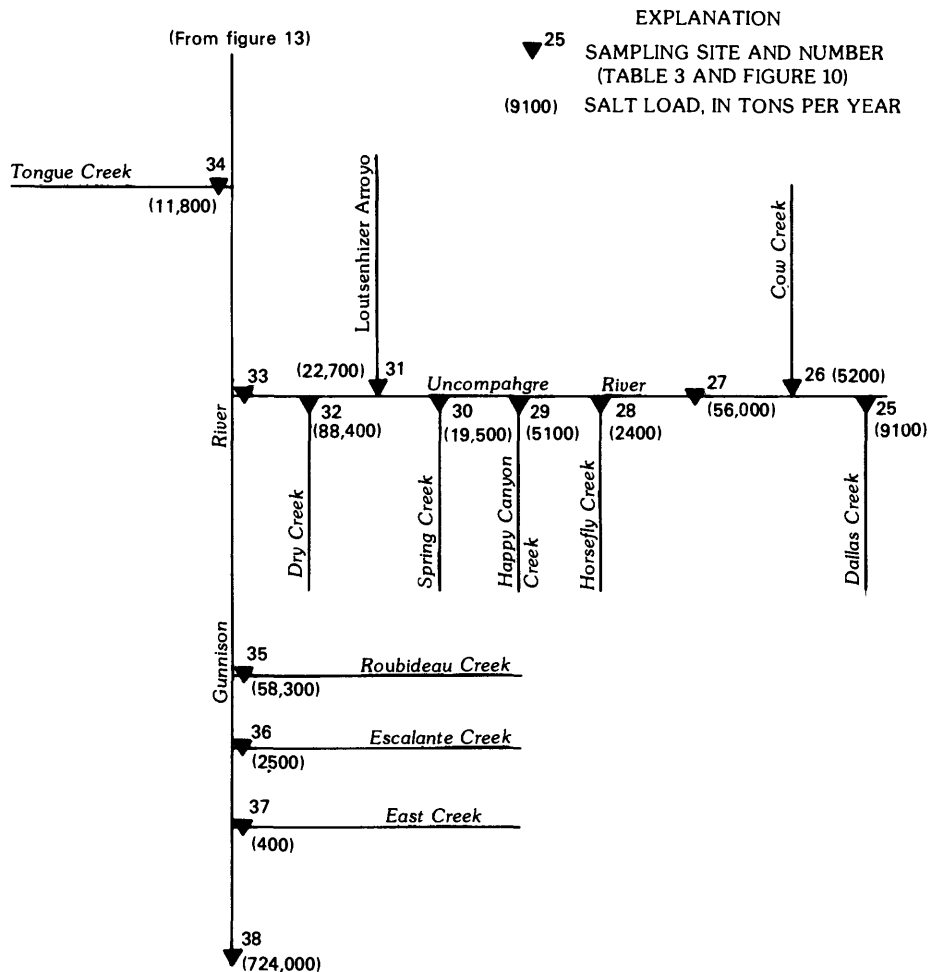 EXPLANATION
(From figure 13)
25
SAMPLING SITE AND NUMBER
(TABLE 3 AND FIGURE 10)
(9100)
SALT LOAD, IN TONS PER YEAR
34
Tongue Creek
(11,800)
Loutsenhizer Arroyo
Cow Creek
33
(22,700)
31
Uncompahgre
River
27
26 (5200)
River
32
(88,400)
30
(19,500)
29
(5100)
28
(2400)
(56,000)
25
(9100)
Dry Creek
Spring Creek
Happy Canyon
Creek
Horsefly Creek
Dallas Creek
Gunnison
35
Roubideau Creek
(58,300)
36
Escalante Creek
(2500)
37
East Creek
(400)
38
(724,000)